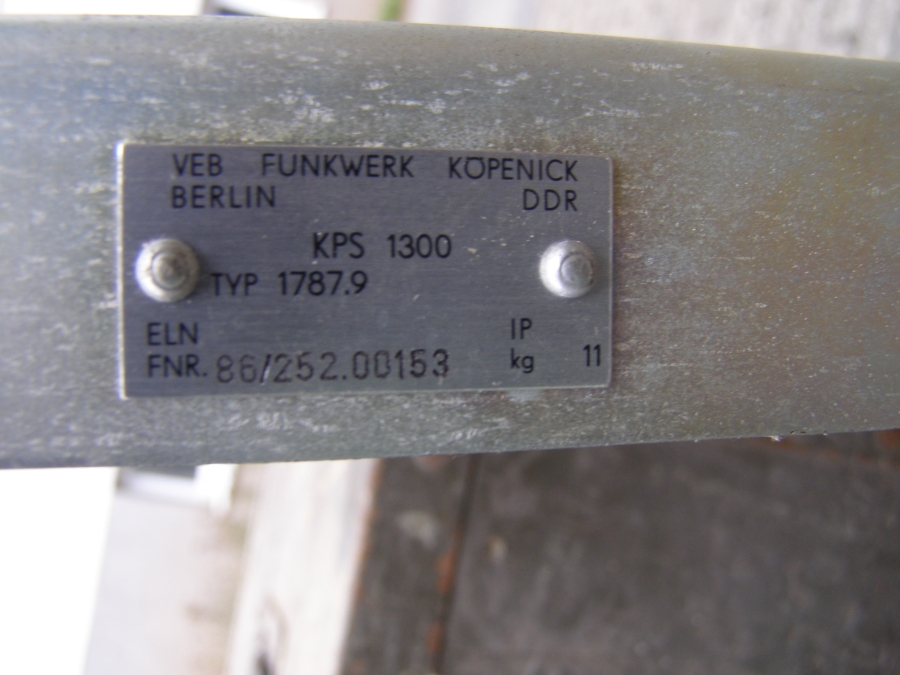 VEB FUNKWERK KÖPENICK
BERLIN DDR
KPS 1300
TYP 1787.9
ELN IP
FNR. 86/252.00153 kg 11